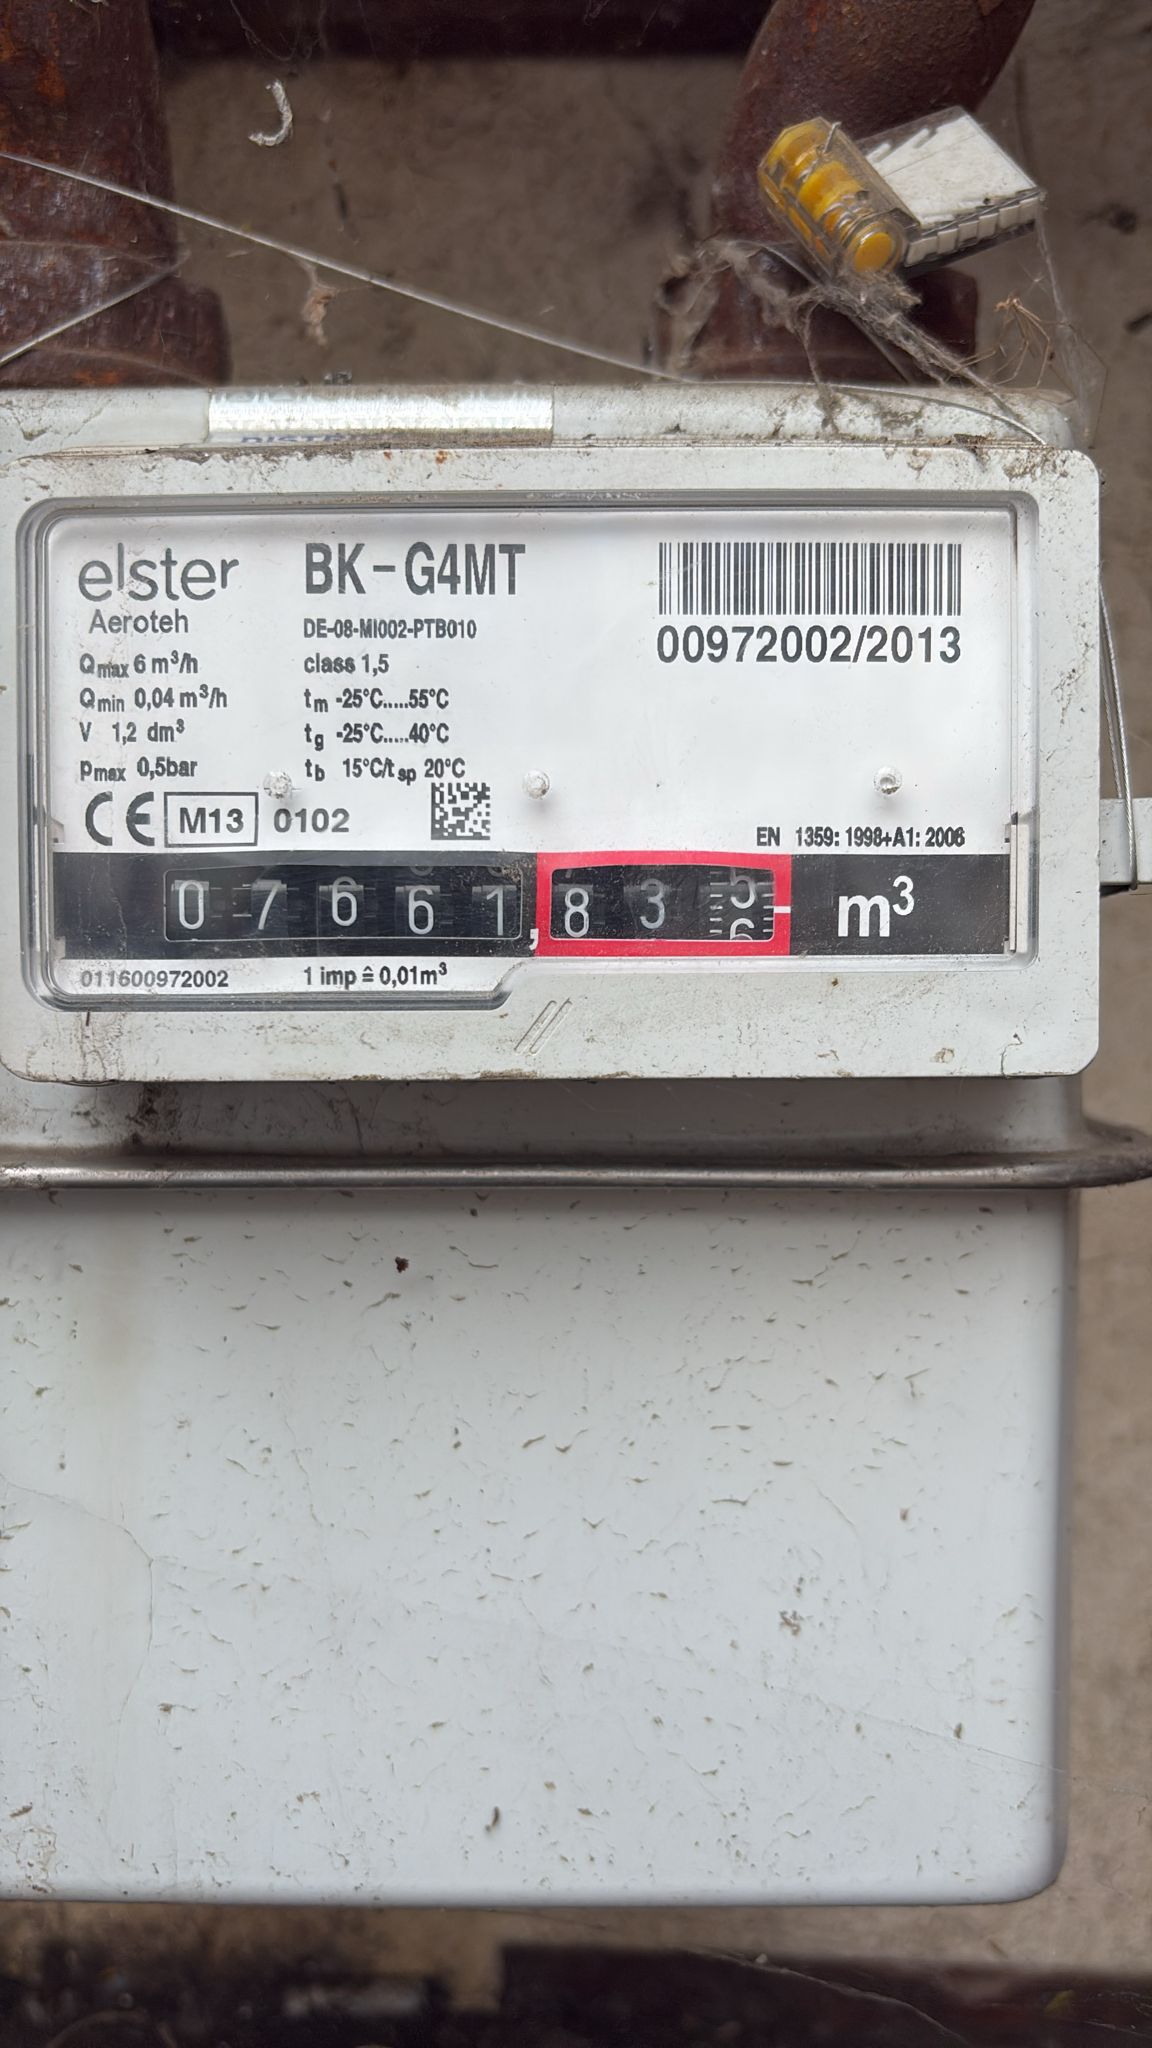 elster
Aeroteh
BK-G4MT
DE-08-MI002-PTB010
00972002/2013
Qmax 6 m³/h
class 1,5
Qmin 0,04 m³/h
tm -25°C.....55°C
V 1,2 dm³
tg -25°C.....40°C
pmax 0,5bar
tb 15°C/tsp 20°C
CE M13 0102
EN 1359: 1998+A1: 2006
0 7 6 6 1 , 8 3 5 m³
011600972002
1 imp ≙ 0,01m³